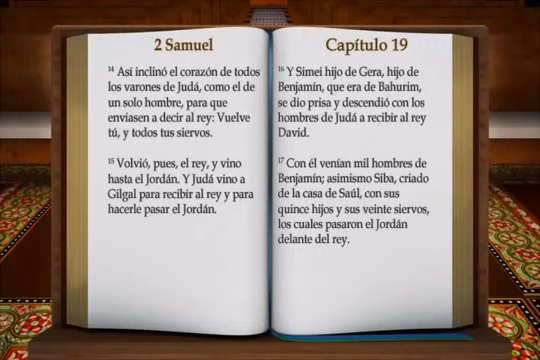 2 Samuel
14 Así inclinó el corazón de todos
los varones de Judá, como el de
un solo hombre, para que
enviasen a decir al rey: Vuelve
tú, y todos tus siervos.
15 Volvió, pues, el rey, y vino
hasta el Jordán. Y Judá vino a
Gilgal para recibir al rey y para
hacerle pasar el Jordán.
Capítulo 19
16 Y Simei hijo de Gera, hijo de
Benjamín, que era de Bahurim,
se dio prisa y descendió con los
hombres de Judá a recibir al rey
David.
17 Con él venían mil hombres de
Benjamín; asimismo Siba, criado
de la casa de Saúl, con sus
quince hijos y sus veinte siervos,
los cuales pasaron el Jordán
delante del rey.